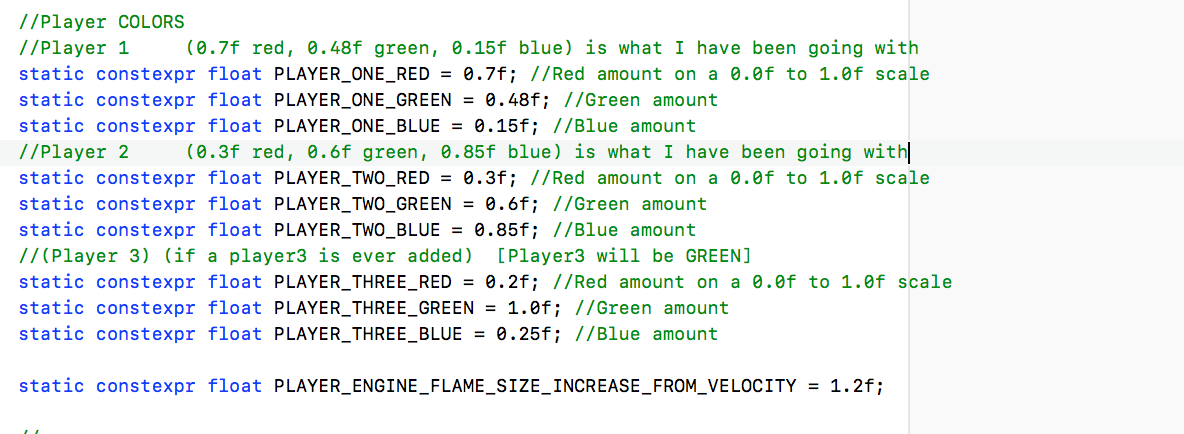 //Player COLORS
//Player 1     (0.7f red, 0.48f green, 0.15f blue) is what I have been going with
static constexpr float PLAYER_ONE_RED = 0.7f; //Red amount on a 0.0f to 1.0f scale
static constexpr float PLAYER_ONE_GREEN = 0.48f; //Green amount
static constexpr float PLAYER_ONE_BLUE = 0.15f; //Blue amount
//Player 2     (0.3f red, 0.6f green, 0.85f blue) is what I have been going with
static constexpr float PLAYER_TWO_RED = 0.3f; //Red amount on a 0.0f to 1.0f scale
static constexpr float PLAYER_TWO_GREEN = 0.6f; //Green amount
static constexpr float PLAYER_TWO_BLUE = 0.85f; //Blue amount
//(Player 3) (if a player3 is ever added)  [Player3 will be GREEN]
static constexpr float PLAYER_THREE_RED = 0.2f; //Red amount on a 0.0f to 1.0f scale
static constexpr float PLAYER_THREE_GREEN = 1.0f; //Green amount
static constexpr float PLAYER_THREE_BLUE = 0.25f; //Blue amount
static constexpr float PLAYER_ENGINE_FLAME_SIZE_INCREASE_FROM_VELOCITY = 1.2f;